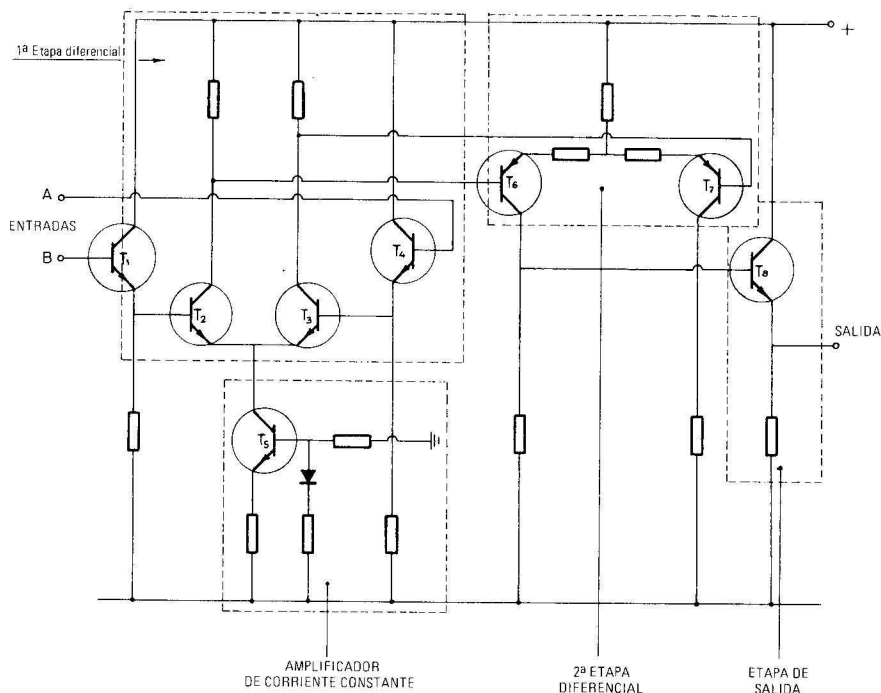 1ª Etapa diferencial
+
A
ENTRADAS
B
T1
T2
T3
T4
T5
T6
T7
T8
SALIDA
AMPLIFICADOR
DE CORRIENTE CONSTANTE
2ª ETAPA
DIFERENCIAL
ETAPA DE
SALIDA